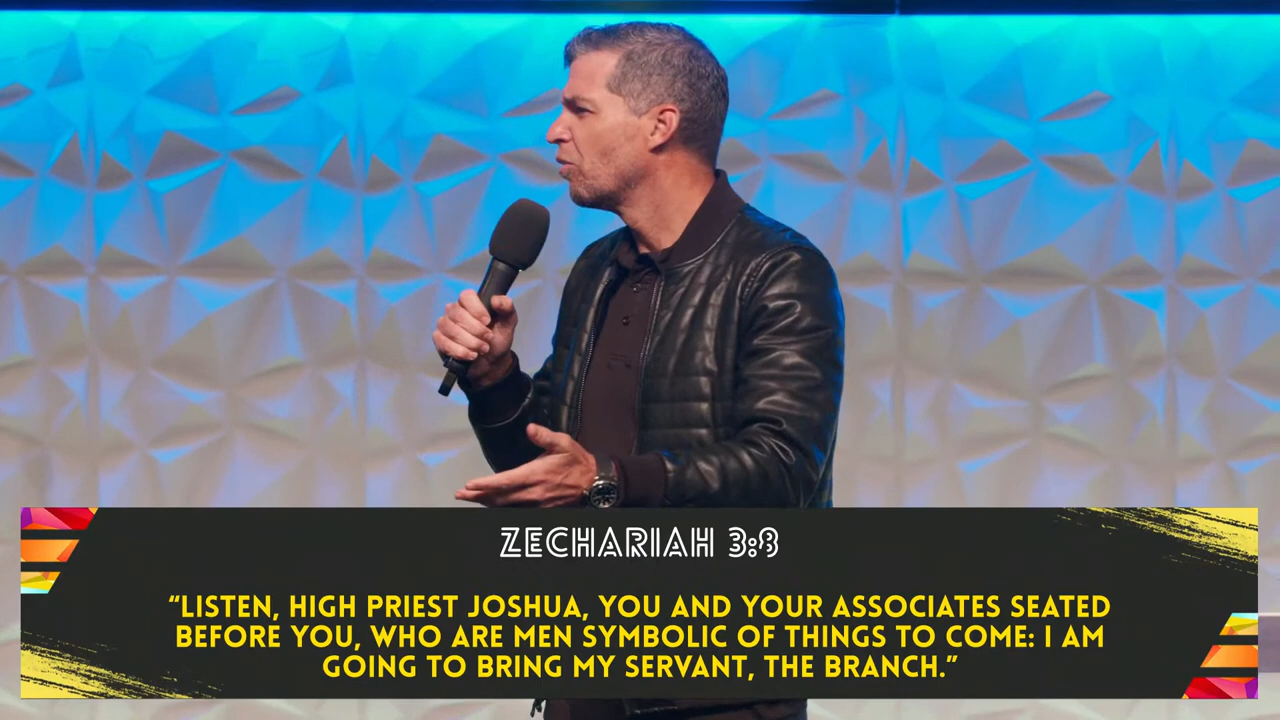 ZECHARIAH 3:8
“LISTEN, HIGH PRIEST JOSHUA, YOU AND YOUR ASSOCIATES SEATED
BEFORE YOU, WHO ARE MEN SYMBOLIC OF THINGS TO COME: I AM
GOING TO BRING MY SERVANT, THE BRANCH.”